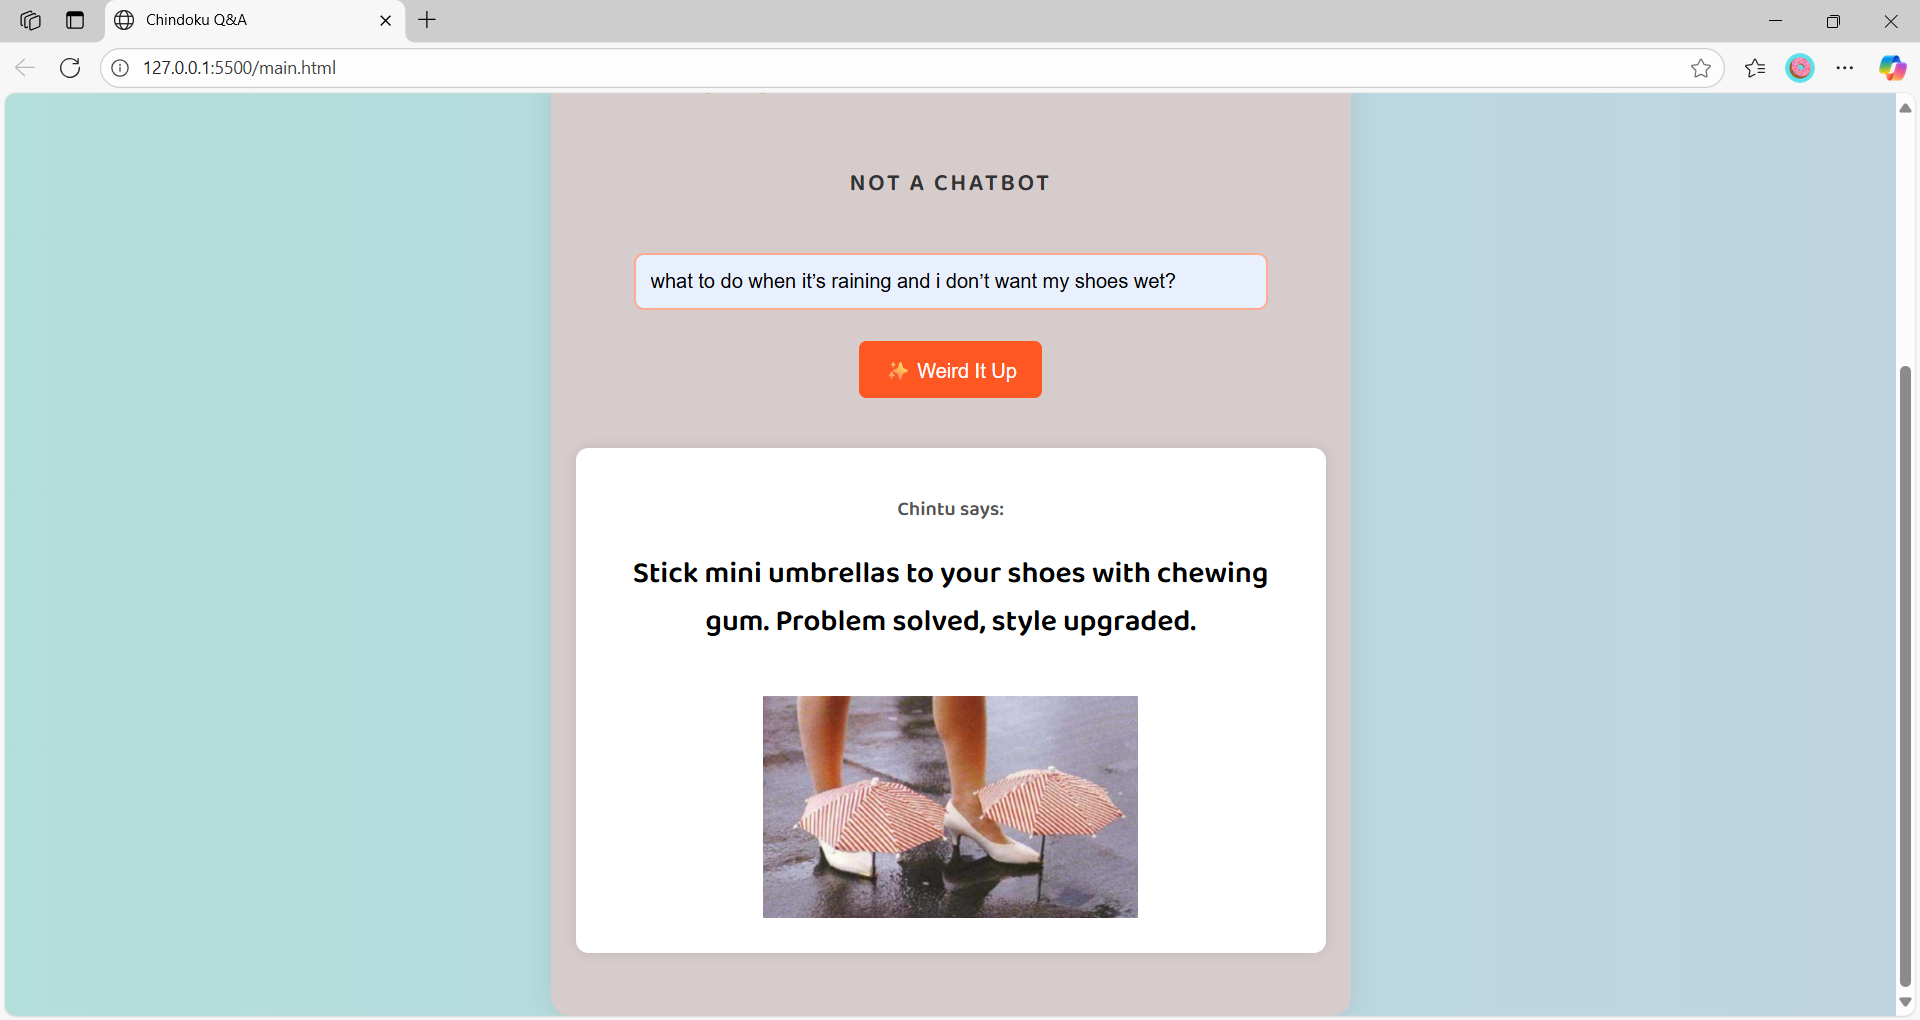 Chindoku Q&A
127.0.0.1:5500/main.html
NOT A CHATBOT
what to do when it’s raining and i don’t want my shoes wet?
✨ Weird It Up
Chintu says:
Stick mini umbrellas to your shoes with chewing
gum. Problem solved, style upgraded.